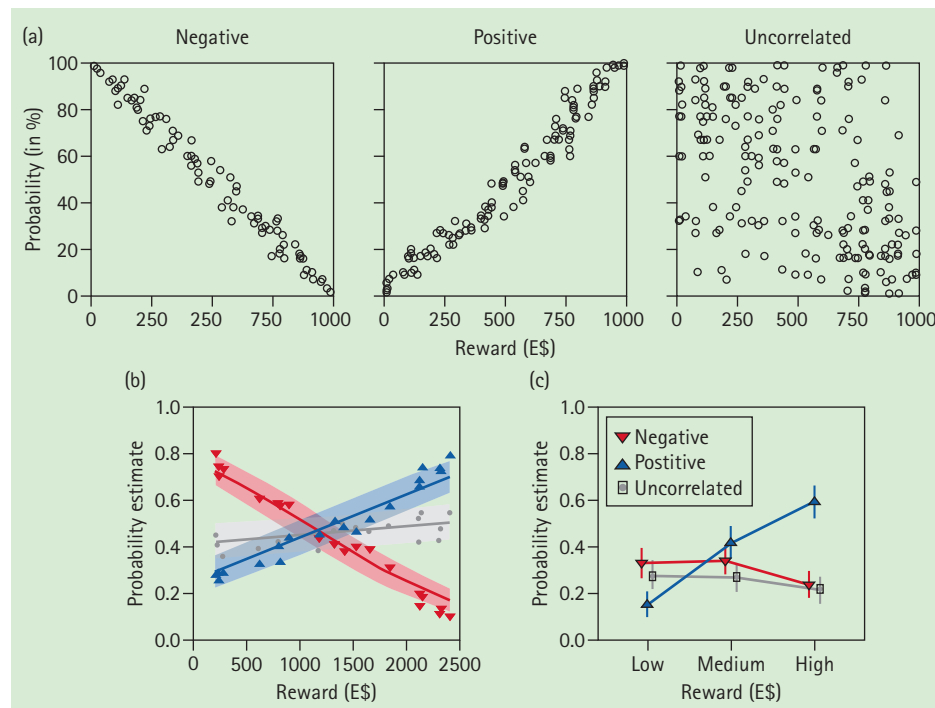 (a)
Negative
Positive
Uncorrelated
Probability (in %)
100
80
60
40
20
0
0 250 500 750 1000
0 250 500 750 1000
0 250 500 750 1000
Reward (E$)
(b)
Probability estimate
1.0
0.8
0.6
0.4
0.2
0.0
0 500 1000 1500 2000 2500
Reward (E$)
(c)
Probability estimate
1.0
0.8
0.6
0.4
0.2
0.0
Negative
Postitive
Uncorrelated
Low Medium High
Reward (E$)